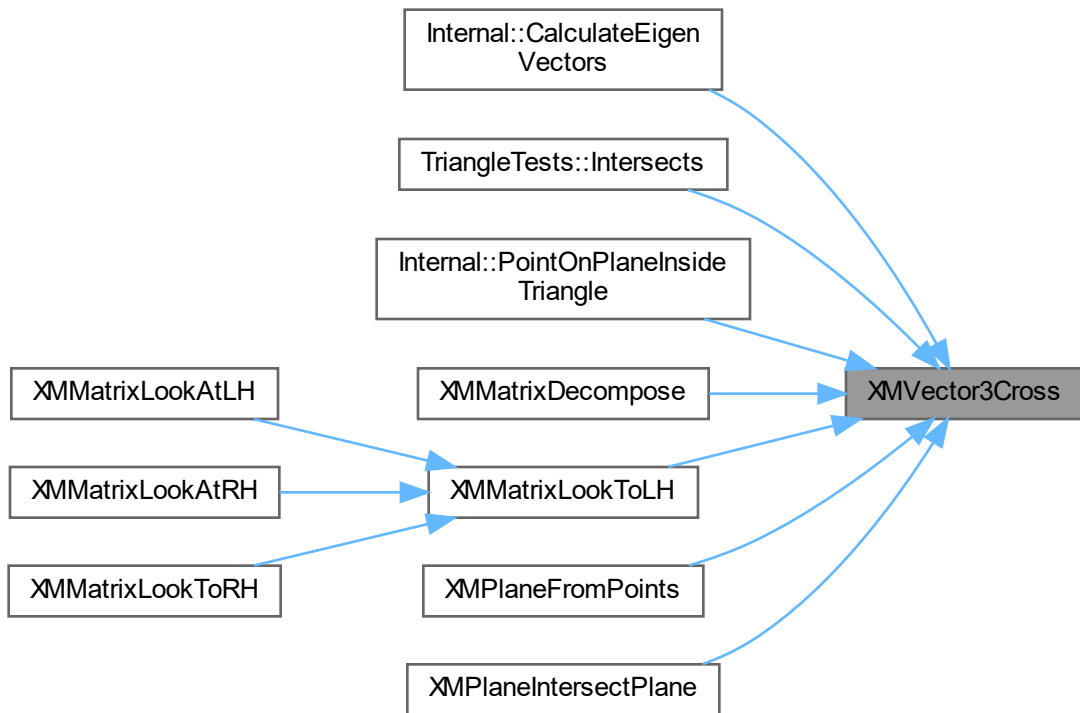 Internal::CalculateEigen
Vectors
TriangleTests::Intersects
Internal::PointOnPlaneInside
Triangle
XMMatrixDecompose
XMVector3Cross
XMMatrixLookAtLH
XMMatrixLookAtRH
XMMatrixLookToLH
XMMatrixLookToRH
XMPlaneFromPoints
XMPlaneIntersectPlane